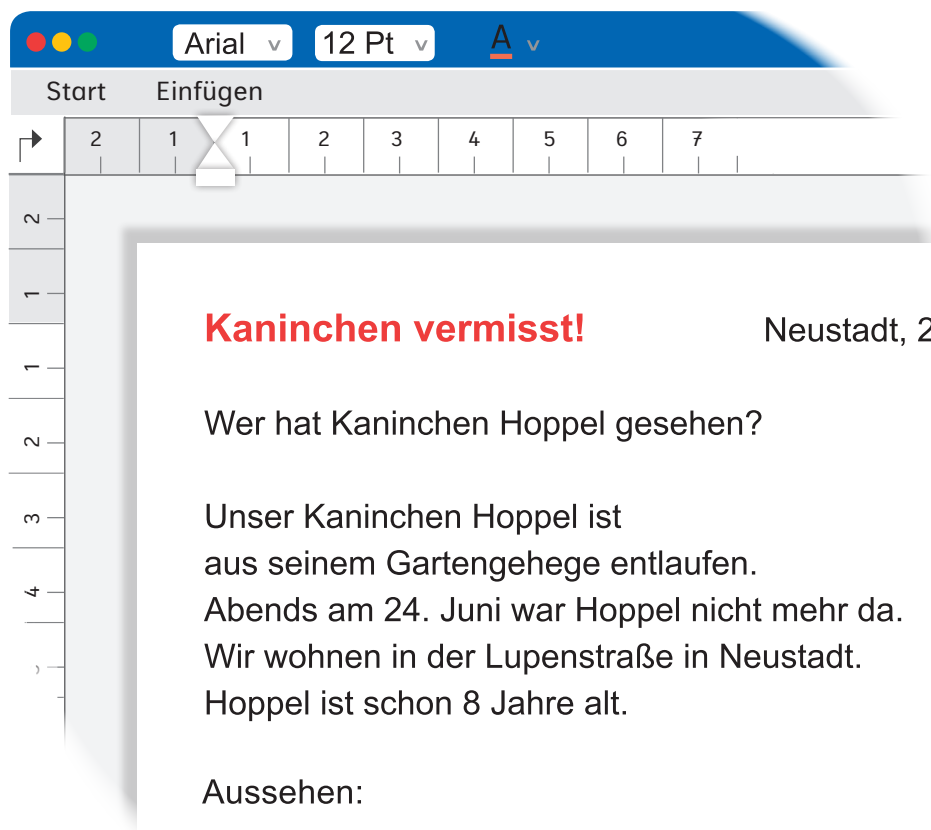 Arial 12 Pt A
Start Einfügen
2 1 1 2 3 4 5 6 7
2
1
1
2
3
4
Kaninchen vermisst! Neustadt, 2
Wer hat Kaninchen Hoppel gesehen?
Unser Kaninchen Hoppel ist
aus seinem Gartengehege entlaufen.
Abends am 24. Juni war Hoppel nicht mehr da.
Wir wohnen in der Lupenstraße in Neustadt.
Hoppel ist schon 8 Jahre alt.
Aussehen: